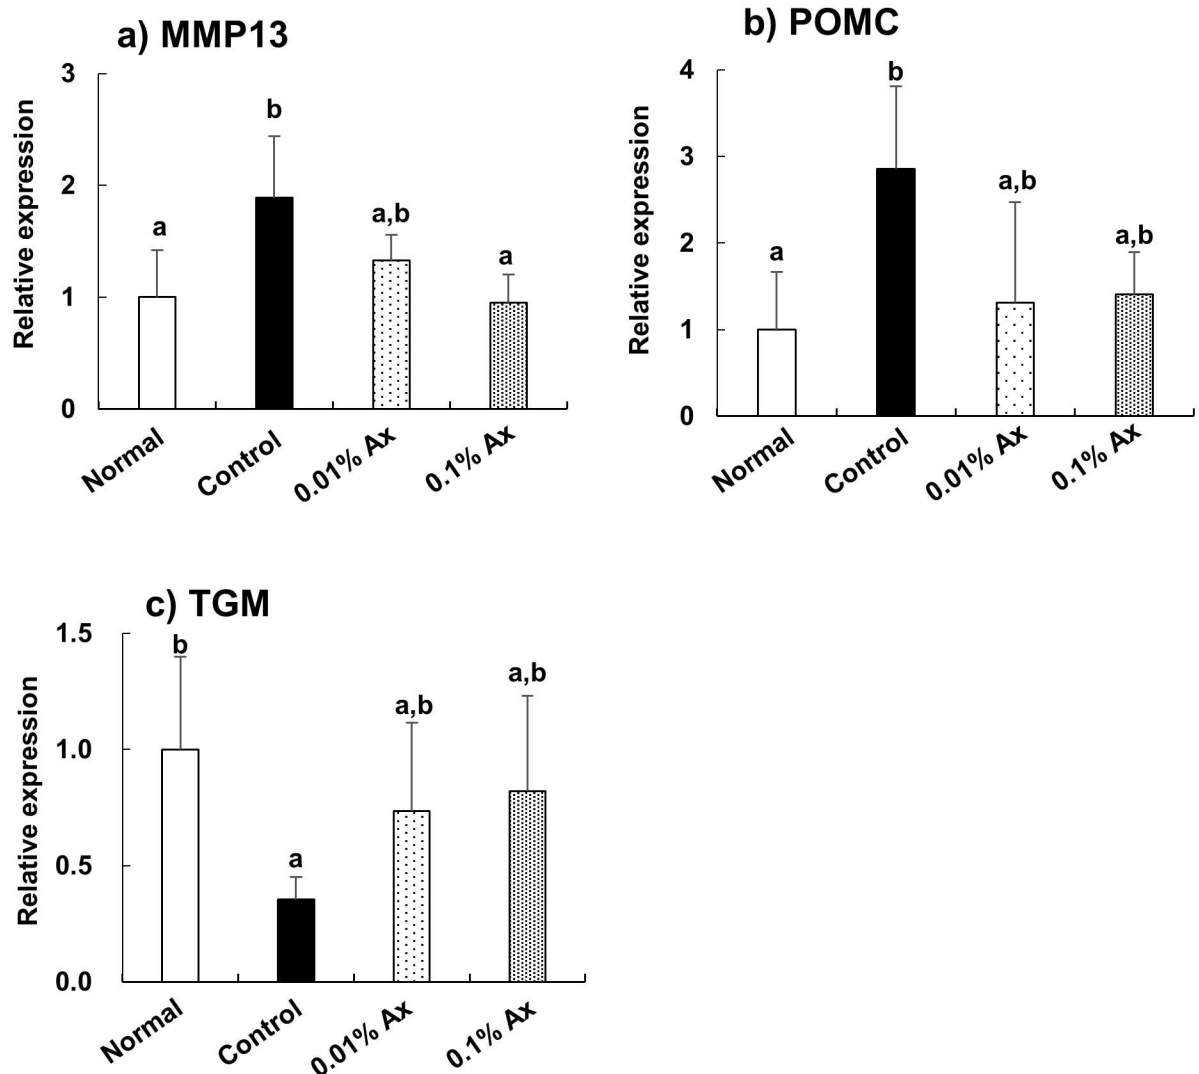 a) MMP13
Relative expression
3
2
1
0
a
b
a,b
a
Normal
Control
0.01% Ax
0.1% Ax
b) POMC
Relative expression
4
3
2
1
0
a
b
a,b
a,b
Normal
Control
0.01% Ax
0.1% Ax
c) TGM
Relative expression
1.5
1.0
0.5
0.0
b
a
a,b
a,b
Normal
Control
0.01% Ax
0.1% Ax